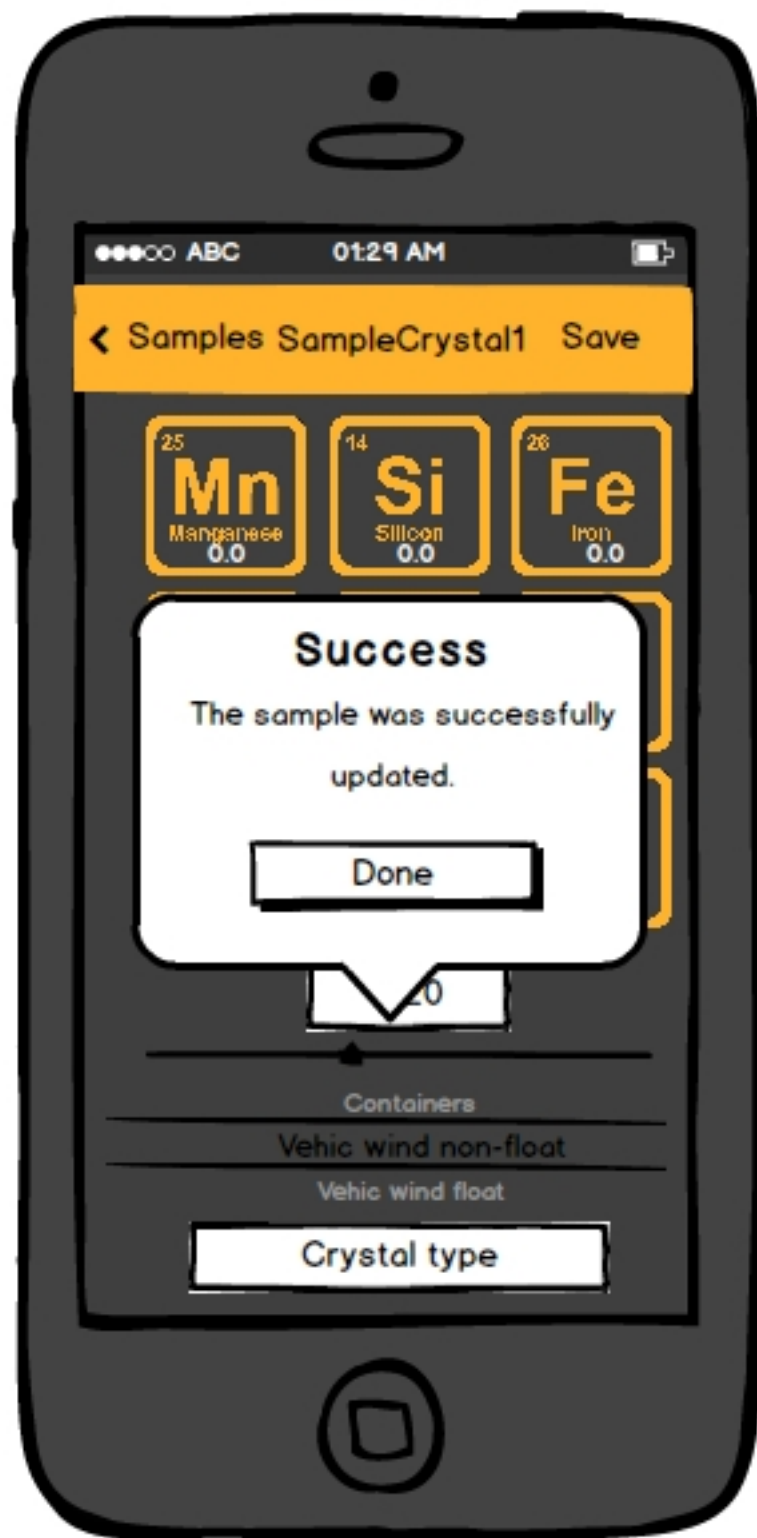 ABC 01:29 AM
< Samples SampleCrystal1 Save
25 14 26
Mn Si Fe
Manganese Silicon Iron
0.0 0.0 0.0
Success
The sample was successfully
updated.
Done
Containers
Vehic wind non-float
Vehic wind float
Crystal type